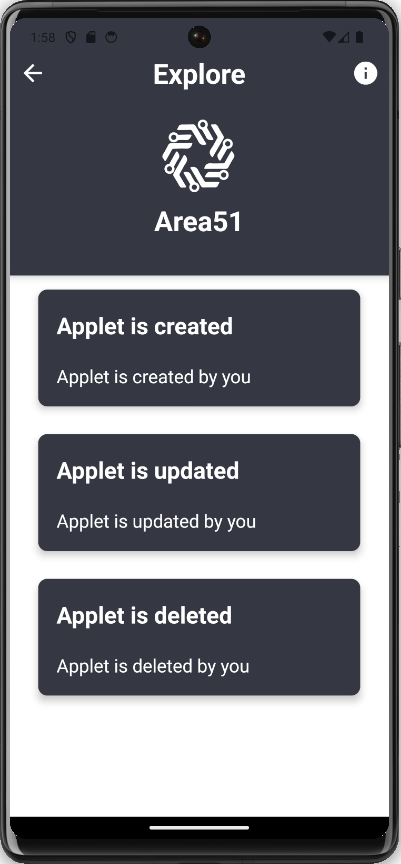 1:58
Explore
Area51
Applet is created
Applet is created by you
Applet is updated
Applet is updated by you
Applet is deleted
Applet is deleted by you